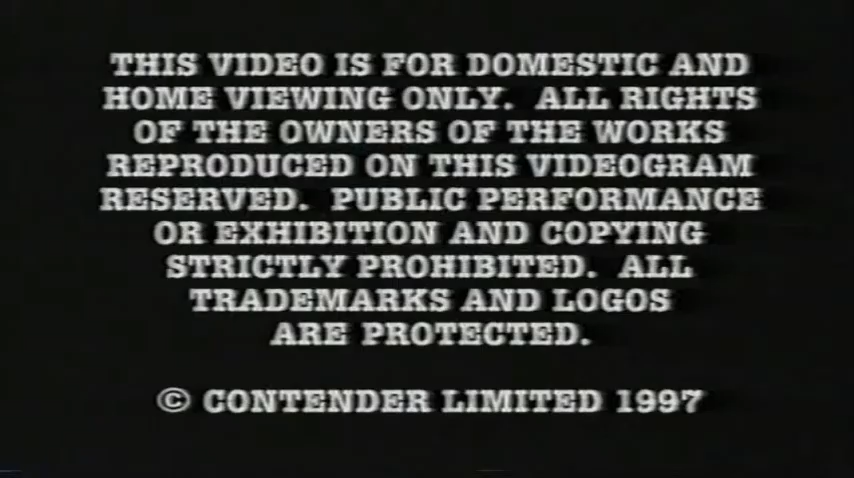 THIS VIDEO IS FOR DOMESTIC AND
HOME VIEWING ONLY.  ALL RIGHTS
OF THE OWNERS OF THE WORKS
REPRODUCED ON THIS VIDEOGRAM
RESERVED.  PUBLIC PERFORMANCE
OR EXHIBITION AND COPYING
STRICTLY PROHIBITED.  ALL
TRADEMARKS AND LOGOS
ARE PROTECTED.
© CONTENDER LIMITED 1997